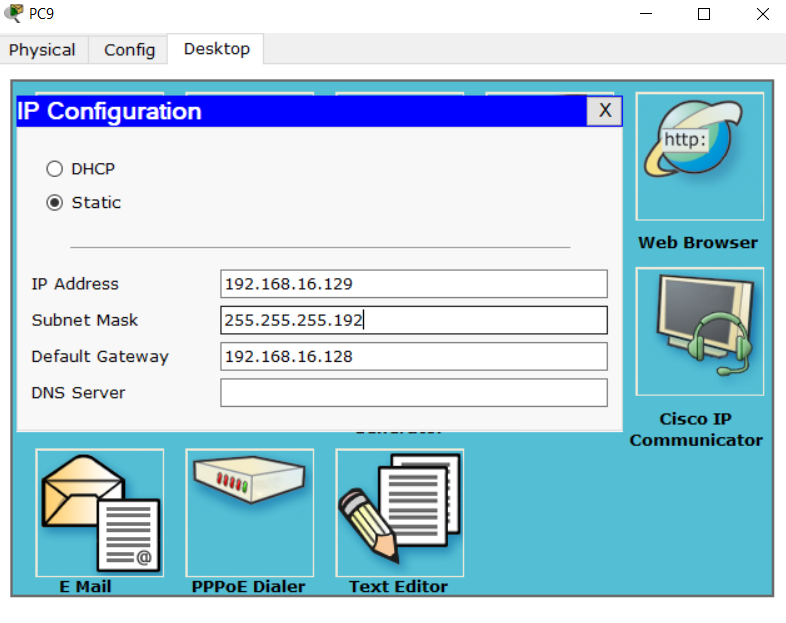 PC9
Physical Config Desktop
IP Configuration X
http:
DHCP
Static
Web Browser
IP Address 192.168.16.129
Subnet Mask 255.255.255.192
Default Gateway 192.168.16.128
DNS Server
Cisco IP
Communicator
@
E Mail PPPoE Dialer Text Editor